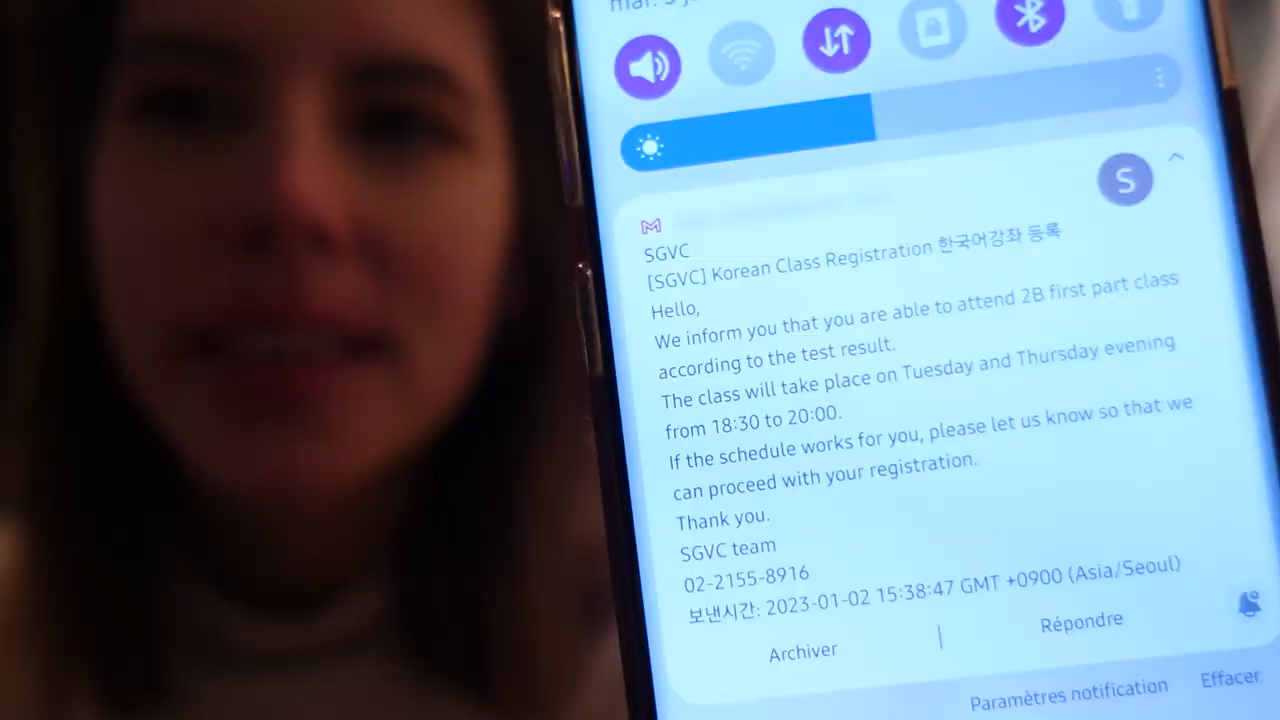 mar. 3
S
SGVC
[SGVC] Korean Class Registration 한국어강좌 등록
Hello,
We inform you that you are able to attend 2B first part class
according to the test result.
The class will take place on Tuesday and Thursday evening
from 18:30 to 20:00.
If the schedule works for you, please let us know so that we
can proceed with your registration.
Thank you.
SGVC team
02-2155-8916
보낸시간: 2023-01-02 15:38:47 GMT +0900 (Asia/Seoul)
Archiver
Répondre
Paramètres notification
Effacer